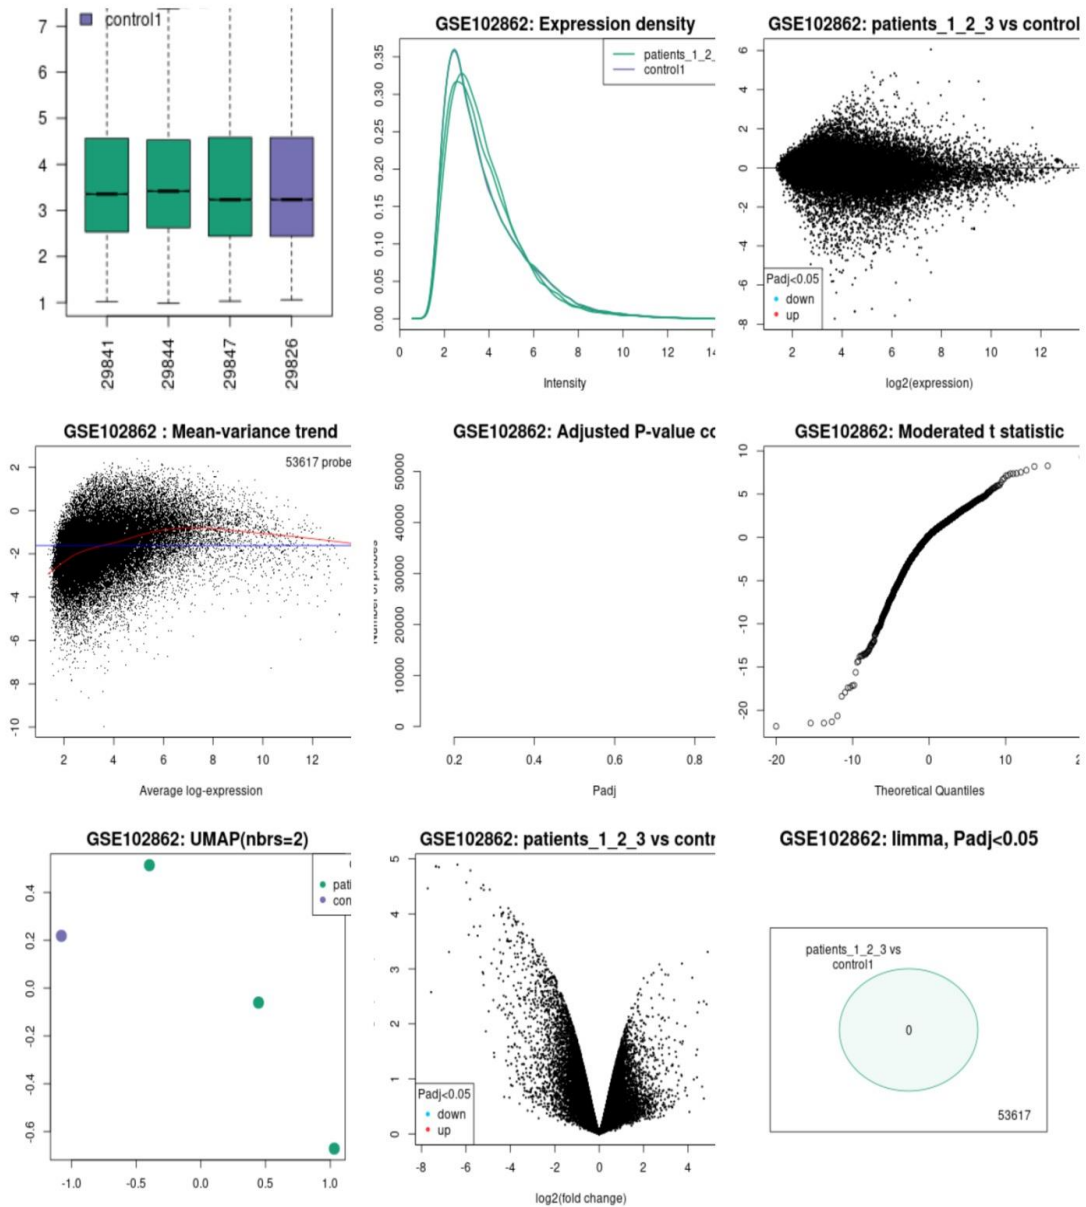 control1
7
6
5
4
3
2
1
29841
29844
29847
29826
GSE102862: Expression density
patients_1_2_
control1
0.35
0.30
0.25
0.20
0.15
0.10
0.05
0.00
0 2 4 6 8 10 12 14
Intensity
GSE102862: patients_1_2_3 vs control
6
4
2
0
-2
-4
-6
-8
Padj<0.05
down
up
2 4 6 8 10 12
log2(expression)
GSE102862 : Mean-variance trend
53617 probe
2
0
-2
-4
-6
-8
-10
2 4 6 8 10 12
Average log-expression
GSE102862: Adjusted P-value cc
50000
40000
30000
20000
10000
0
Number of probes
0.2 0.4 0.6 0.8
Padj
GSE102862: Moderated t statistic
10
5
0
-5
-10
-15
-20
-20 -10 0 10 2
Theoretical Quantiles
GSE102862: UMAP(nbrs=2)
pati
con
0.4
0.2
0.0
-0.2
-0.4
-0.6
-1.0 -0.5 0.0 0.5 1.0
GSE102862: patients_1_2_3 vs contr
5
4
3
2
1
0
Padj<0.05
down
up
-8 -6 -4 -2 0 2 4
log2(fold change)
GSE102862: limma, Padj<0.05
patients_1_2_3 vs
control1
0
53617